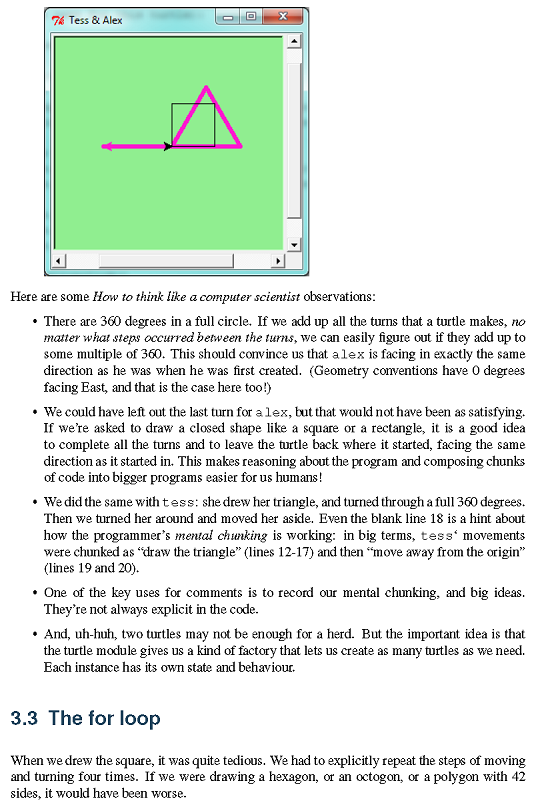 Tess & Alex
Here are some How to think like a computer scientist observations:
• There are 360 degrees in a full circle. If we add up all the turns that a turtle makes, no
matter what steps occurred between the turns, we can easily figure out if they add up to
some multiple of 360. This should convince us that alex is facing in exactly the same
direction as he was when he was first created. (Geometry conventions have 0 degrees
facing East, and that is the case here too!)
• We could have left out the last turn for alex, but that would not have been as satisfying.
If we're asked to draw a closed shape like a square or a rectangle, it is a good idea
to complete all the turns and to leave the turtle back where it started, facing the same
direction as it started in. This makes reasoning about the program and composing chunks
of code into bigger programs easier for us humans!
• We did the same with tess: she drew her triangle, and turned through a full 360 degrees.
Then we turned her around and moved her aside. Even the blank line 18 is a hint about
how the programmer's mental chunking is working: in big terms, tess‘ movements
were chunked as “draw the triangle” (lines 12-17) and then “move away from the origin”
(lines 19 and 20).
• One of the key uses for comments is to record our mental chunking, and big ideas.
They're not always explicit in the code.
• And, uh-huh, two turtles may not be enough for a herd. But the important idea is that
the turtle module gives us a kind of factory that lets us create as many turtles as we need.
Each instance has its own state and behaviour.
3.3 The for loop
When we drew the square, it was quite tedious. We had to explicitly repeat the steps of moving
and turning four times. If we were drawing a hexagon, or an octogon, or a polygon with 42
sides, it would have been worse.